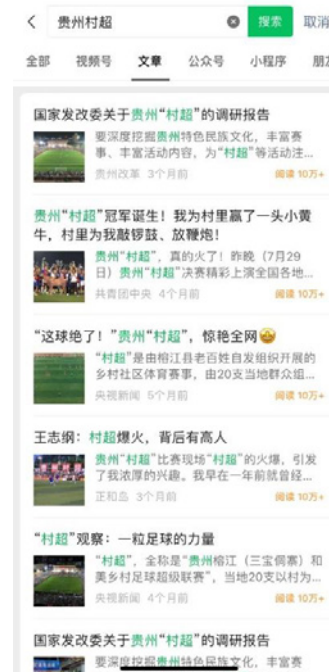 贵州村超
搜索
取消
全部
视频号
文章
公众号
小程序
朋
国家发改委关于贵州“村超”的调研报告
要深度挖掘贵州特色民族文化，丰富赛
事、丰富活动内容，为“村超”等活动注...
贵州改革 3个月前
阅读 10万+
贵州“村超”冠军诞生！我为村里赢了一头小黄
牛，村里为我敲锣鼓、放鞭炮！
贵州“村超”，真的火了！昨晚（7月29
日）贵州“村超”决赛精彩上演全国各地...
共青团中央 4个月前
阅读 10万+
“这球绝了！”贵州“村超”，惊艳全网🤩
“村超”是由榕江县老百姓自发组织开展的
乡村社区体育赛事，由20支当地群众组...
央视新闻 5个月前
阅读 10万+
王志纲：村超爆火，背后有高人
贵州“村超”比赛现场“村超”的火爆，引发
了我浓厚的兴趣。我早在一年前就曾经...
正和岛 3个月前
阅读 10万+
“村超”观察：一粒足球的力量
“村超”，全称是“贵州榕江（三宝侗寨）和
美乡村足球超级联赛”，当地20支以村为...
央视新闻 4个月前
阅读 10万+
国家发改委关于贵州“村超”的调研报告
要深度挖掘贵州特色民族文化，丰富赛